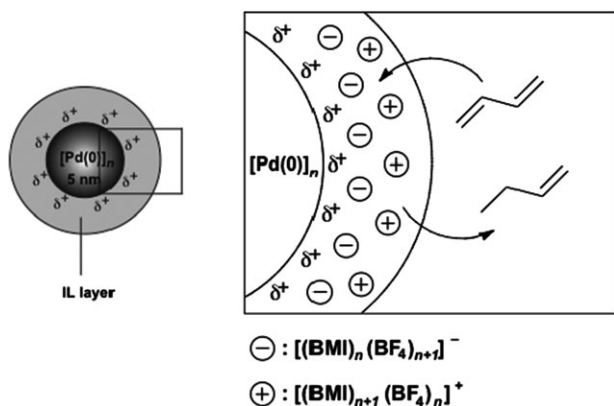 δ+ δ+
δ+ δ+
[Pd(0)]n
5 nm
δ+ δ+
δ+ δ+
IL layer
δ+ − +
δ+ − +
δ+ − +
[Pd(0)]n δ+ − +
δ+ − +
δ+ − +
δ+ − +
− : [(BMI)n(BF4)n+1]−
+ : [(BMI)n+1(BF4)n]+